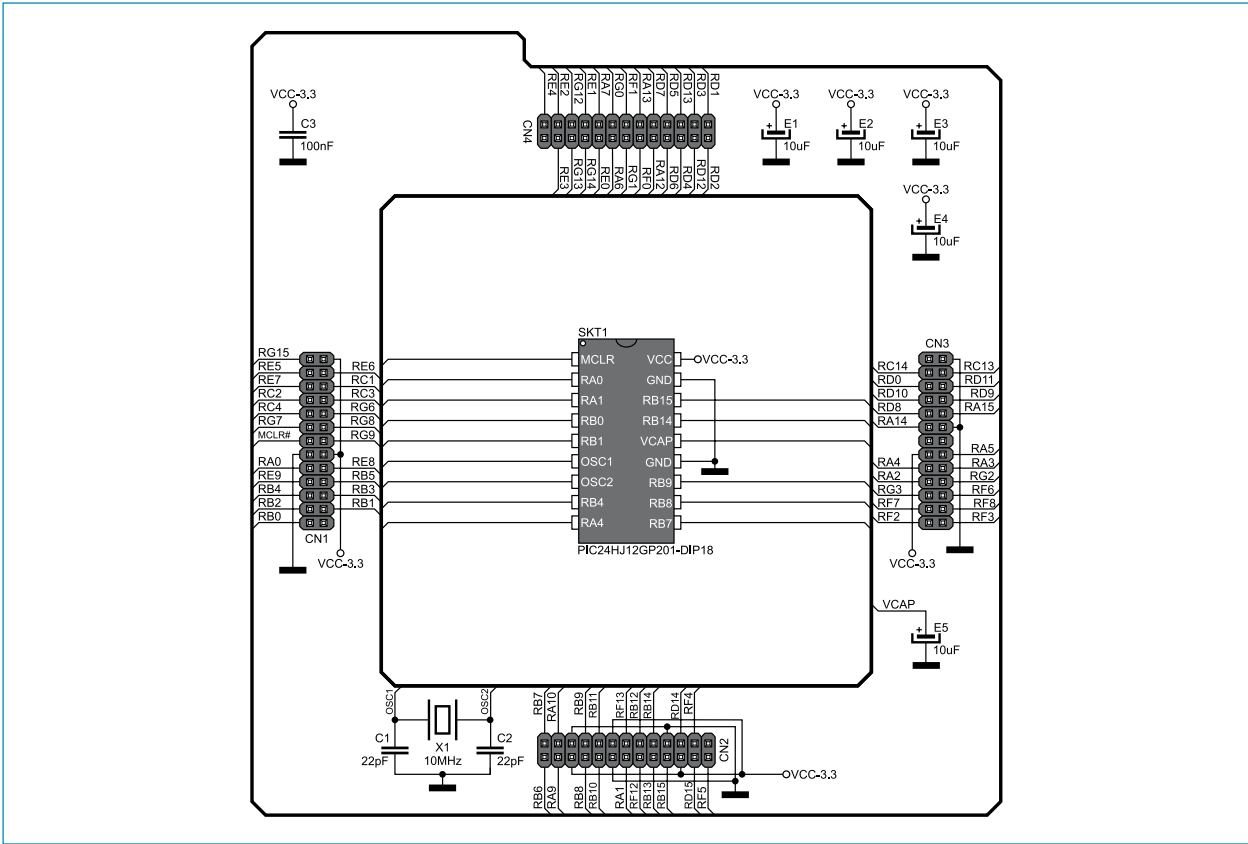 VCC-3.3
C3
100nF
CN4
RE4
RE2
RG12
RE1
RA7
RG0
RF1
RA13
RD7
RD5
RD13
RD3
RD1
RE3
RG13
RG14
RE0
RA6
RG1
RF0
RA12
RD6
RD4
RD12
RD2
VCC-3.3
E1
10uF
VCC-3.3
E2
10uF
VCC-3.3
E3
10uF
VCC-3.3
E4
10uF
SKT1
MCLR
RA0
RA1
RB0
RB1
OSC1
OSC2
RB4
RA4
VCC
GND
RB15
RB14
VCAP
GND
RB9
RB8
RB7
VCC-3.3
PIC24HJ12GP201-DIP18
RG15
RE5
RE7
RC2
RC4
RG7
MCLR#
RA0
RE9
RB4
RB2
RB0
RE6
RC1
RC3
RG6
RG8
RG9
RE8
RB5
RB3
RB1
CN1
VCC-3.3
CN3
RC14
RD0
RD10
RD8
RA14
RA4
RA2
RG3
RF7
RF2
RC13
RD11
RD9
RA15
RA5
RA3
RG2
RF6
RF8
RF3
VCC-3.3
VCAP
E5
10uF
OSC1
OSC2
C1
22pF
X1
10MHz
C2
22pF
RB7
RA10
RB9
RB11
RF13
RB12
RB14
RD14
RF4
CN2
RB6
RA9
RB8
RB10
RA1
RF12
RB13
RB15
RD15
RF5
VCC-3.3